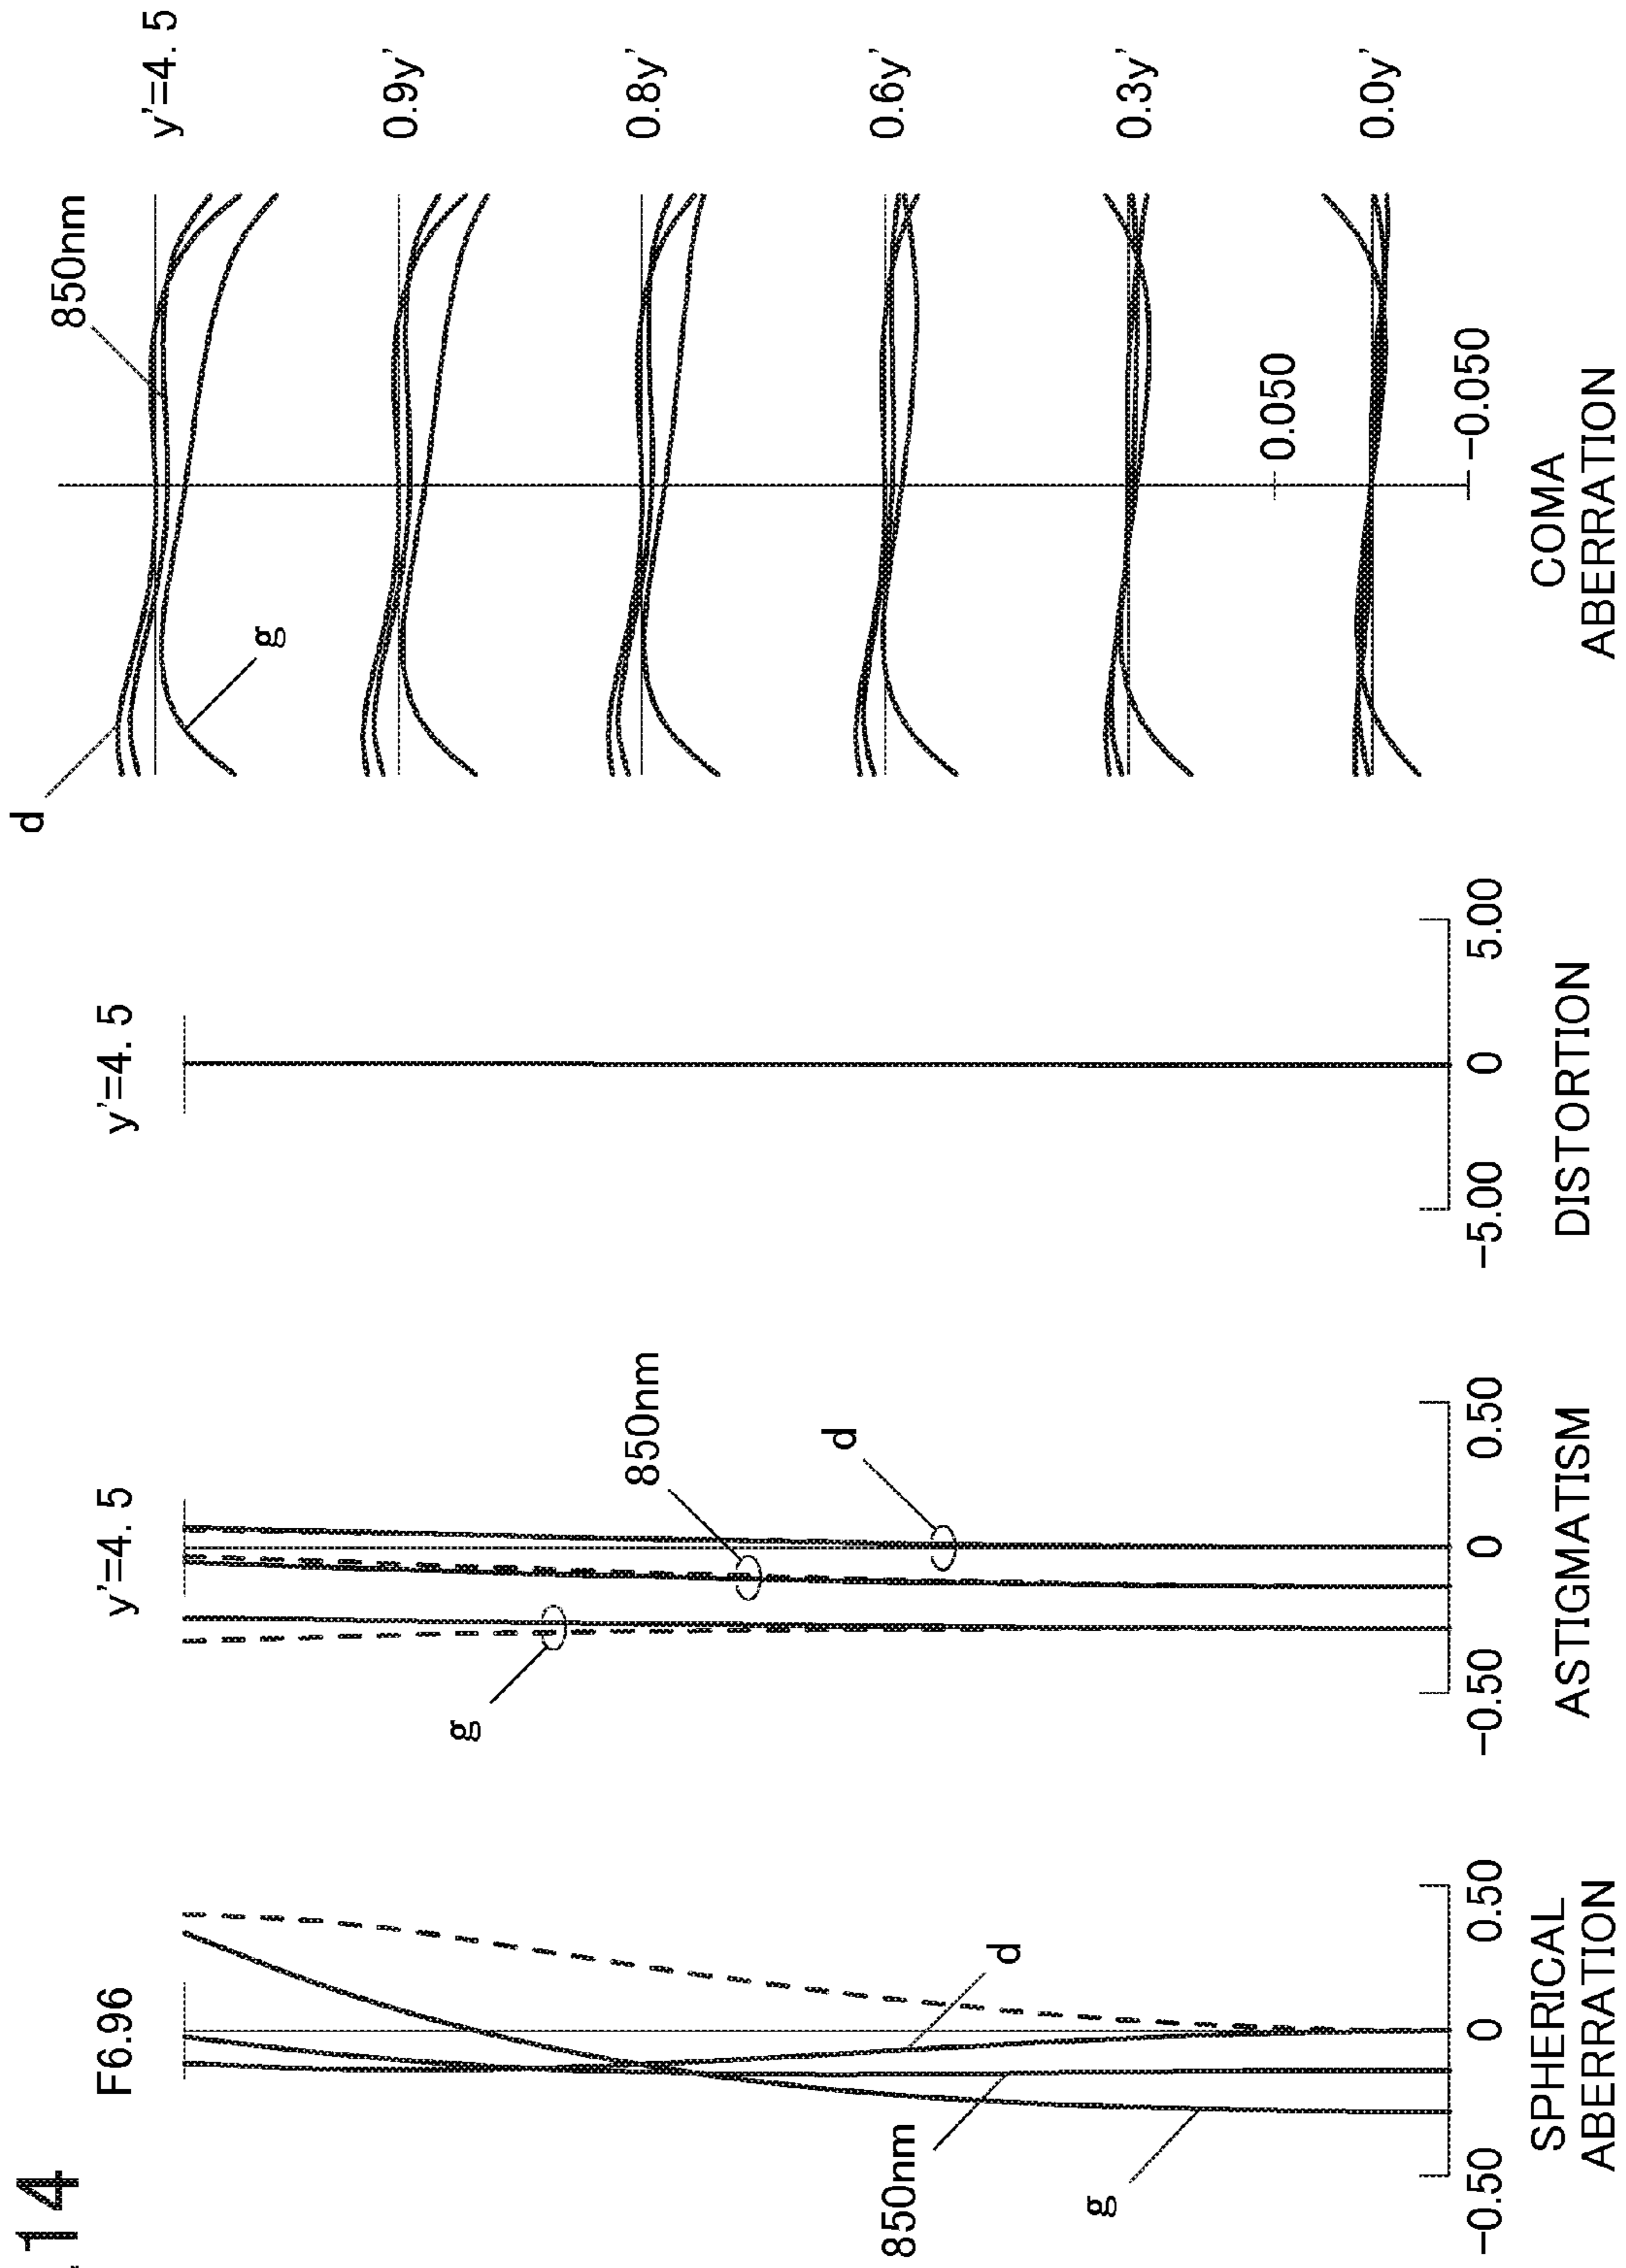 .14
F6.96
d
850nm
g
-0.50
0
0.50
SPHERICAL
ABERRATION
y'=4. 5
g
850nm
d
-0.50
0
0.50
ASTIGMATISM
y'=4. 5
-5.00
0
5.00
DISTORTION
d
850nm
g
y'=4. 5
0.9y'
0.8y'
0.6y'
0.3y'
0.0y'
0.050
-0.050
COMA
ABERRATION